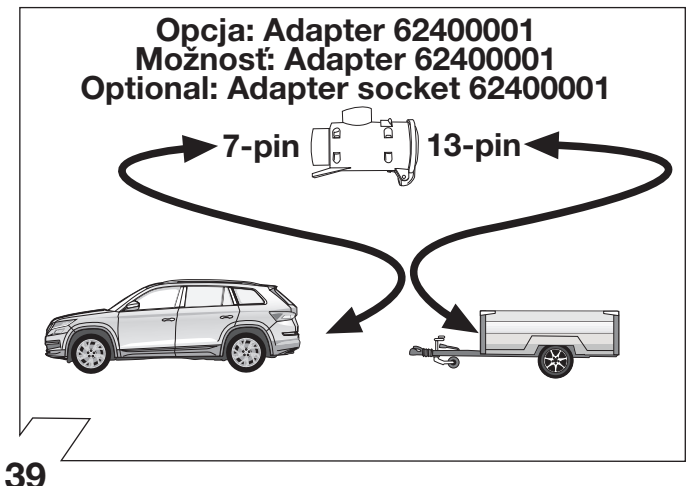 Opcja: Adapter 62400001
Možnosť: Adapter 62400001
Optional: Adapter socket 62400001
7-pin 13-pin
39